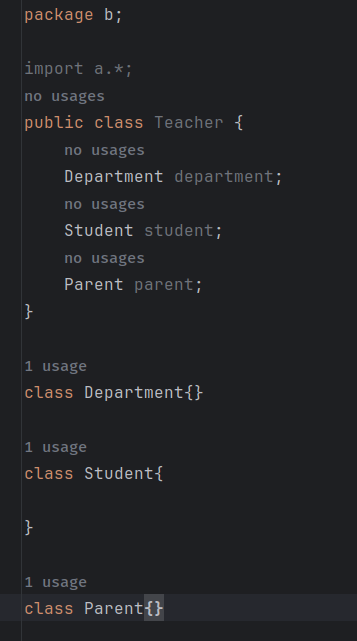 package b;
import a.*;
no usages
public class Teacher {
no usages
Department department;
no usages
Student student;
no usages
Parent parent;
}
1 usage
class Department{}
1 usage
class Student{
}
1 usage
class Parent{}